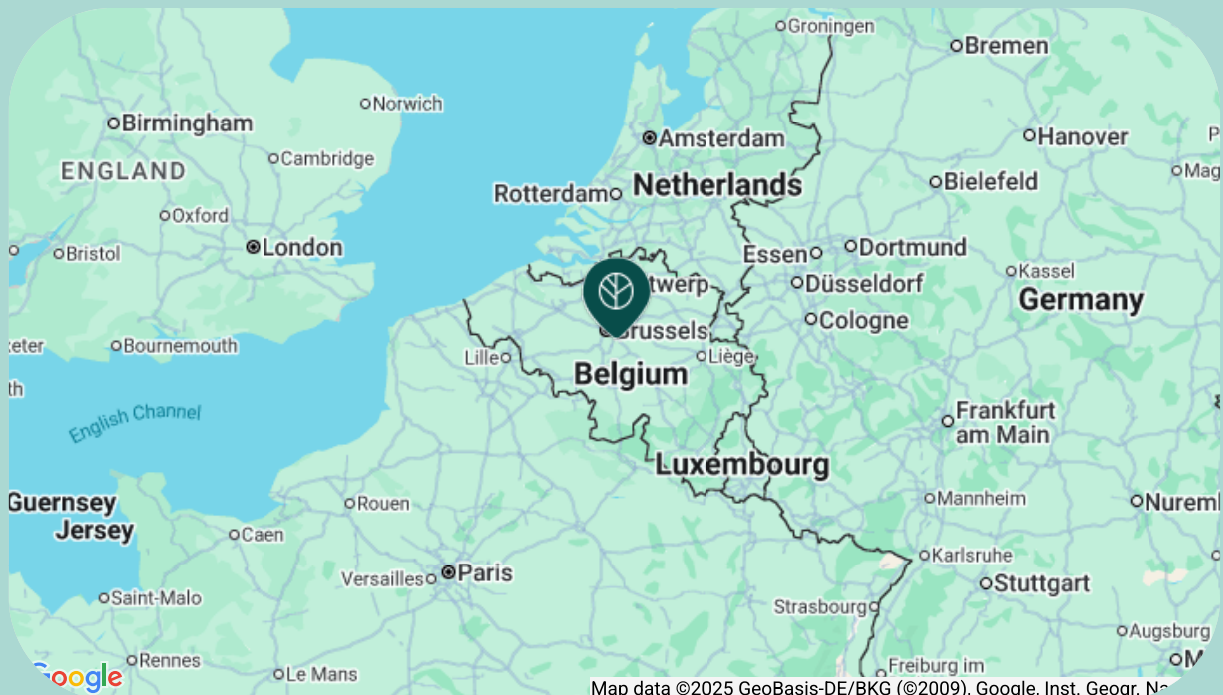 Groningen
Bremen
Norwich
Birmingham
Amsterdam
Hanover
Cambridge
ENGLAND
Netherlands
Bielefeld
Rotterdam
Oxford
London
Bristol
Essen
Dortmund
Kassel
twerp
Düsseldorf
Germany
Cologne
Brussels
Bournemouth
Lille
Liège
Belgium
English Channel
Frankfurt
am Main
Luxembourg
Guernsey
Rouen
Mannheim
Jersey
Caen
Karlsruhe
Versailles
Paris
Stuttgart
Saint-Malo
Strasbourg
Augsburg
Rennes
Le Mans
Freiburg im
Google
Map data ©2025 GeoBasis-DE/BKG (©2009), Google, Inst. Geogr. Na